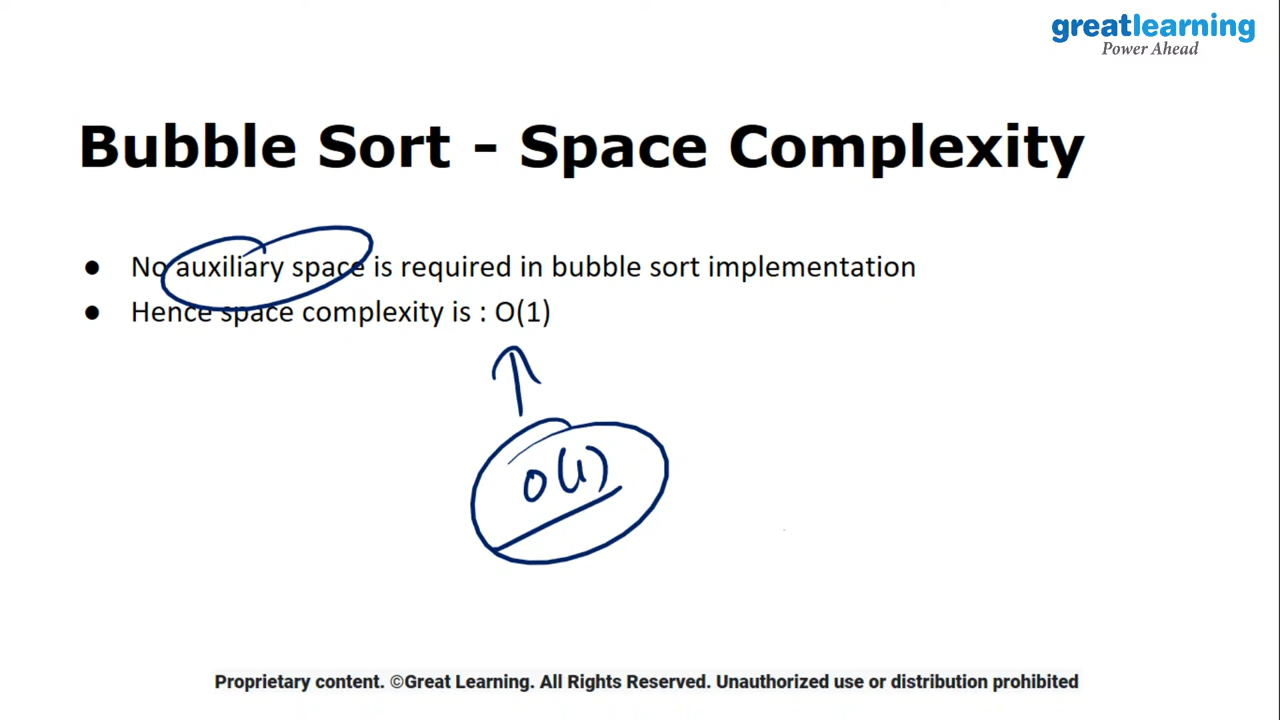 greatlearning
Power Ahead
Bubble Sort - Space Complexity
● No auxiliary space is required in bubble sort implementation
● Hence space complexity is : O(1)
O(1)
Proprietary content. ©Great Learning. All Rights Reserved. Unauthorized use or distribution prohibited